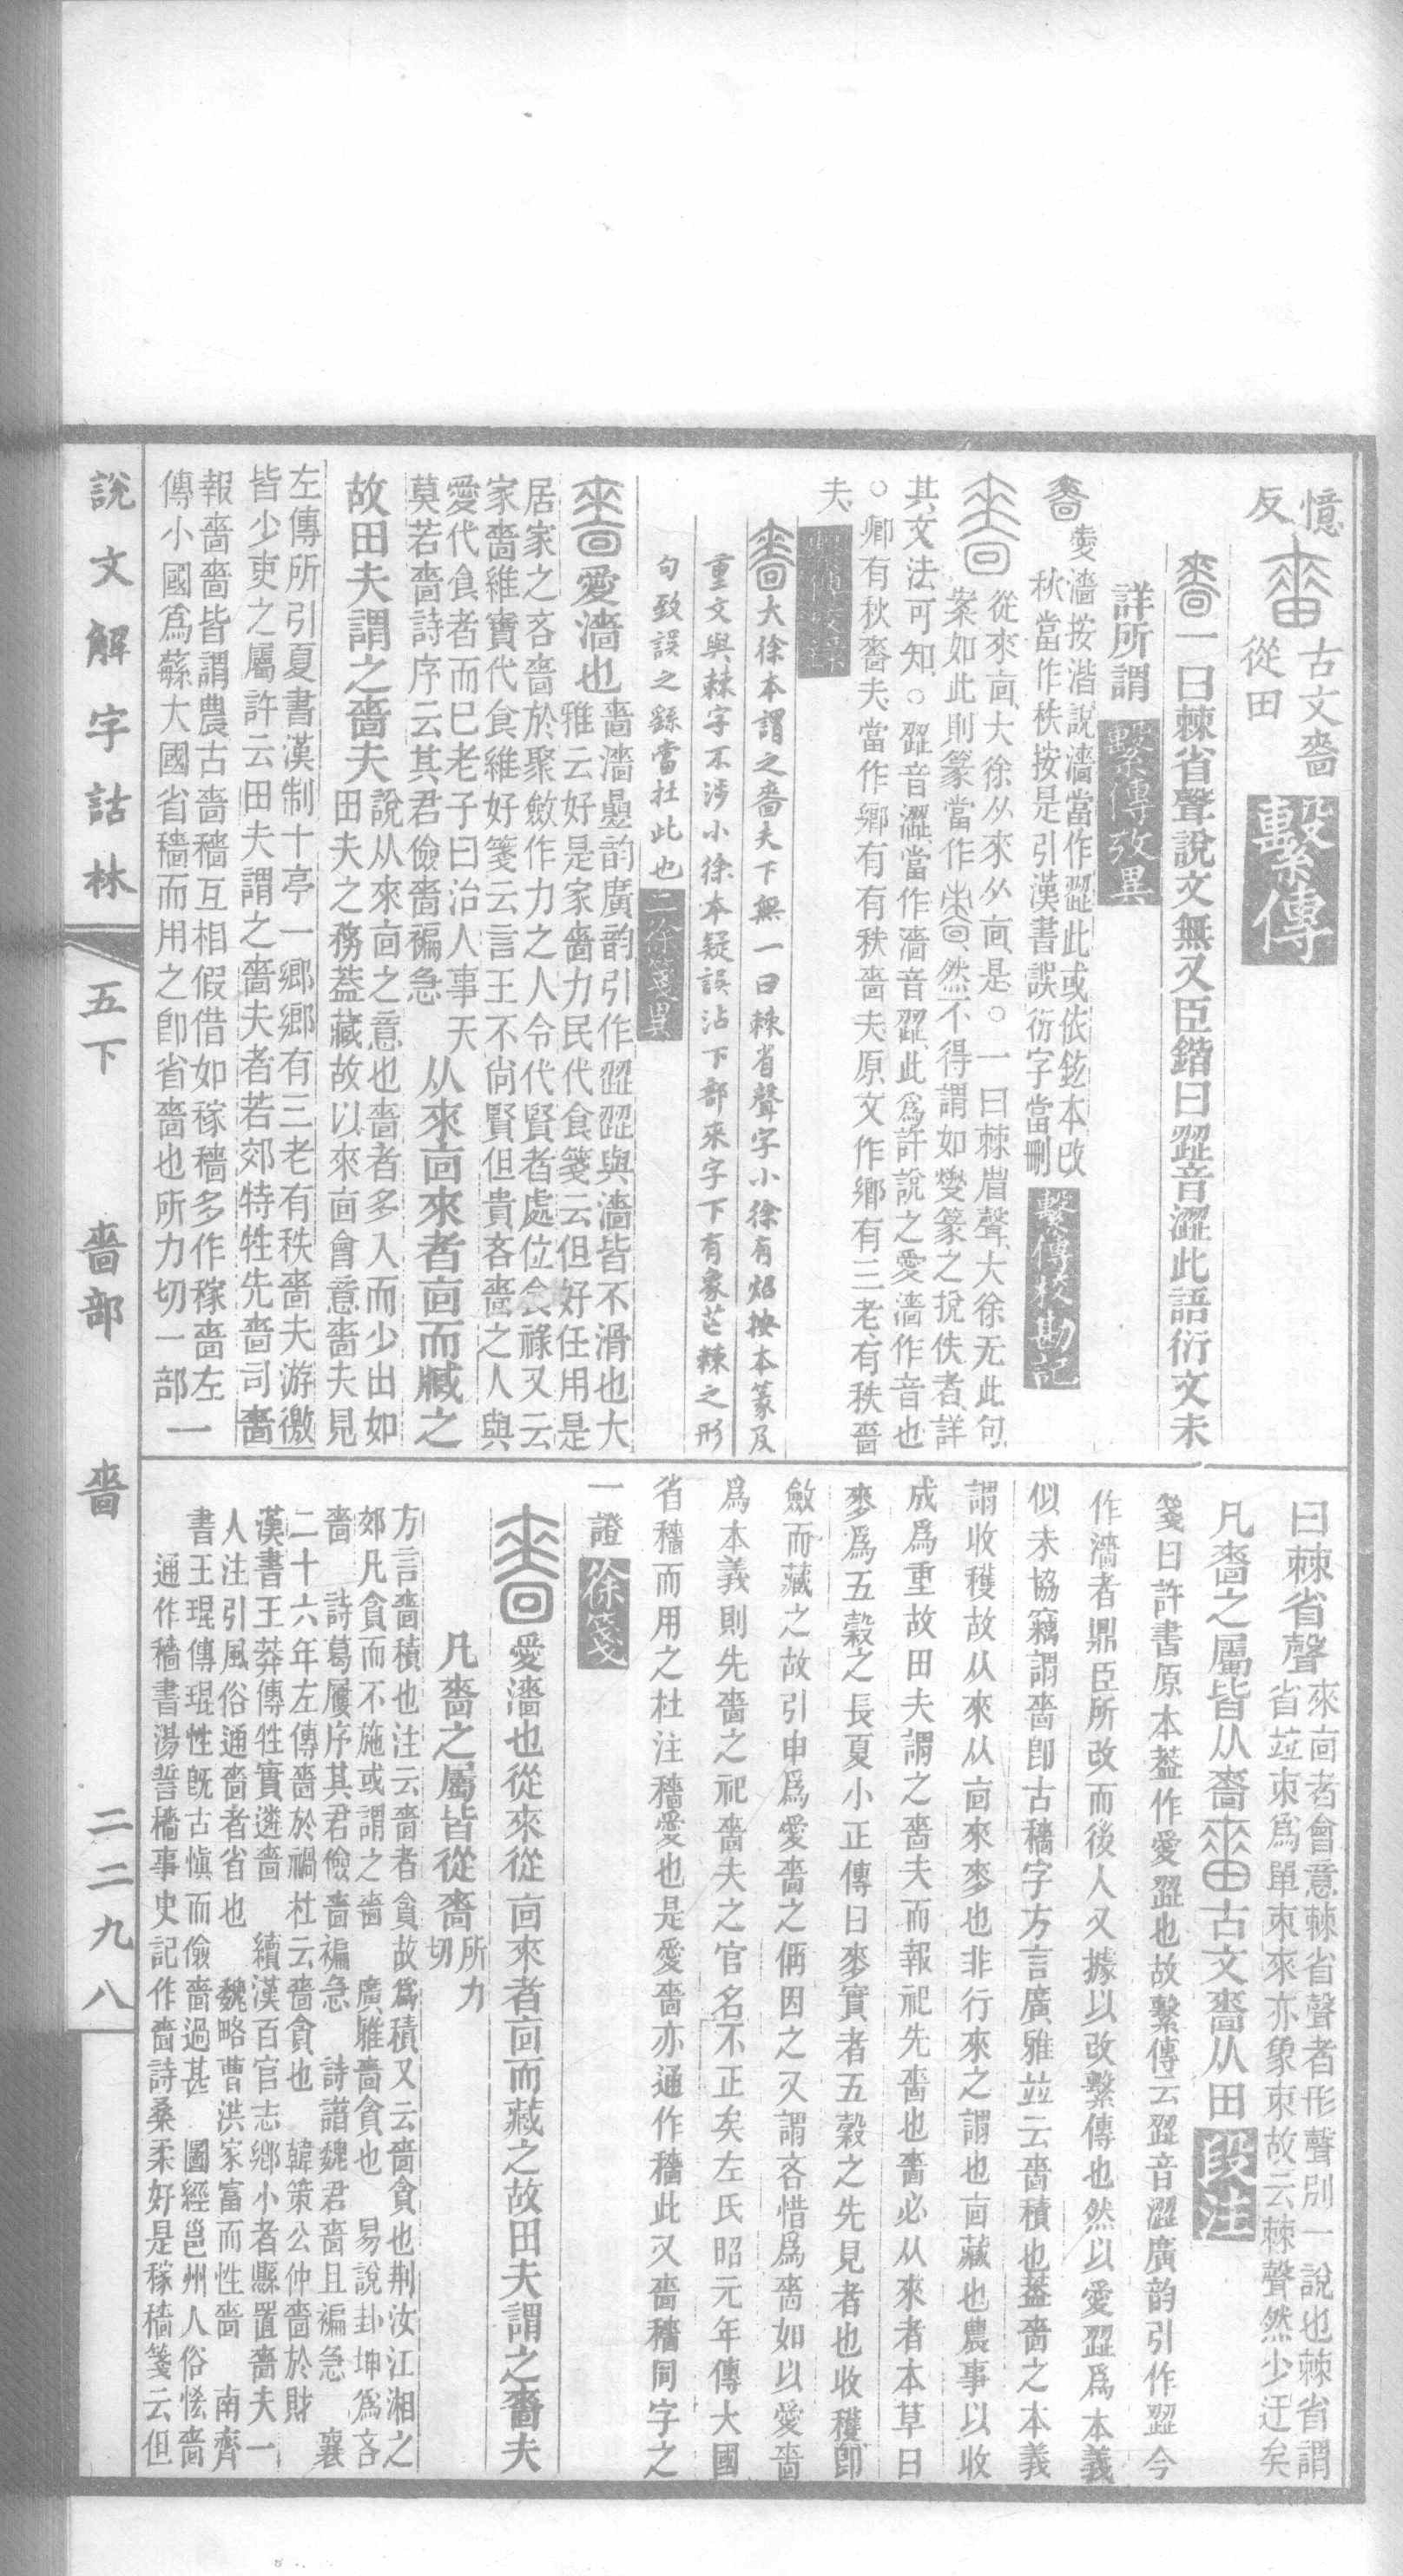 憶
反
古文嗇
從田
繫傳
一曰棘省聲說文無又臣鍇曰歰音澀此語衍文未
詳所謂
繫傳攷異
嗇
愛濇按濇說濇當作歰此或依鉉本改
秋當作秩按是引漢書誤衍字當刪
繫傳校勘記
從來㐭大徐从來从㐭是○一曰棘省聲大徐无此句
案如此則篆當作
然不得謂如㸑篆之挩佚者詳
其文法可知○歰音澀當作濇音歰此爲許說之愛濇作音也
○鄉有秋嗇夫當作鄉有有秩嗇夫原文作鄉有三老有秩嗇
夫
大徐本謂之嗇夫下無一曰棘省聲字小徐有炤按本篆及
重文與棘字不涉小徐本疑誤沾下部來字下有象芒朿之形
句致誤之繇當在此也
二徐箋異
愛濇也
嗇濇曡韵廣韵引作歰歰與濇皆不滑也大
雅云好是家嗇力民代食箋云但好任用是
居家之吝嗇於聚斂作力之人令代賢者處位食祿又云
家嗇維寶代食維好箋云言王不尚賢但貴吝嗇之人與
愛代食者而已老子曰治人事天
莫若嗇詩序云其君儉嗇褊急
从來㐭來者㐭而臧之
故田夫謂之嗇夫
說从來㐭之意也嗇者多入而少出如
田夫之務蓋藏故以來㐭會意嗇夫見
左傳所引夏書漢制十亭一鄉鄉有三老有秩嗇夫游徼
皆少吏之屬許云田夫謂之嗇夫者若郊特牲先嗇司嗇
報嗇嗇皆謂農古嗇穡互相假借如稼穡多作稼嗇左
傳小國爲蘇大國省穡而用之卽省嗇也所力切一部
一
曰棘省聲
來㐭者會意棘省聲者形聲別一說也棘省謂
省竝朿爲單朿來亦象朿故云棘聲然少迂矣
凡嗇之屬皆从嗇
古文嗇从田
段注
箋曰許書原本葢作愛歰也故繫傳云歰音澀廣韵引作歰今
作濇者鼎臣所改而後人又據以改繫傳也然以愛歰爲本義
似未協竊謂嗇卽古穡字方言廣雅竝云嗇積也葢嗇之本義
謂收穫故从來从㐭來麥也非行來之謂也㐭藏也農事以收
成爲重故田夫謂之嗇夫而報祀先嗇也嗇必从來者本草曰
麥爲五穀之長夏小正傳曰麥實者五穀之先見者也收穫卽
斂而藏之故引申爲愛嗇之偁因之又謂吝惜爲嗇如以愛嗇
爲本義則先嗇之祀嗇夫之官名不正矣左氏昭元年傳大國
省穡而用之杜注穡愛也是愛嗇亦通作穡此又嗇穡同字之
一證
徐箋
愛濇也從來從㐭來者㐭而藏之故田夫謂之嗇夫
凡嗇之屬皆從嗇
所力
切
方言嗇積也注云嗇者貪故爲積又云嗇貪也荆汝江湘之
郊凡貪而不施或謂之嗇 廣雅嗇貪也 易說卦坤爲吝
嗇 詩葛屨序其君儉嗇褊急 詩譜魏君嗇且褊急 襄
二十六年左傳嗇於禍杜云嗇貪也 韓策公仲嗇於財
漢書王莽傳性實遴嗇 續漢百官志鄉小者縣置嗇夫一
人注引風俗通嗇者省也 魏略曹洪家富而性嗇 南齊
書王琨傳琨性旣古愼而儉嗇過甚 圖經邕州人俗恡嗇
通作穡書湯誓穡事史記作嗇詩桑柔好是稼穡箋云但
說文解字詁林
五下
嗇部
嗇
二二九八